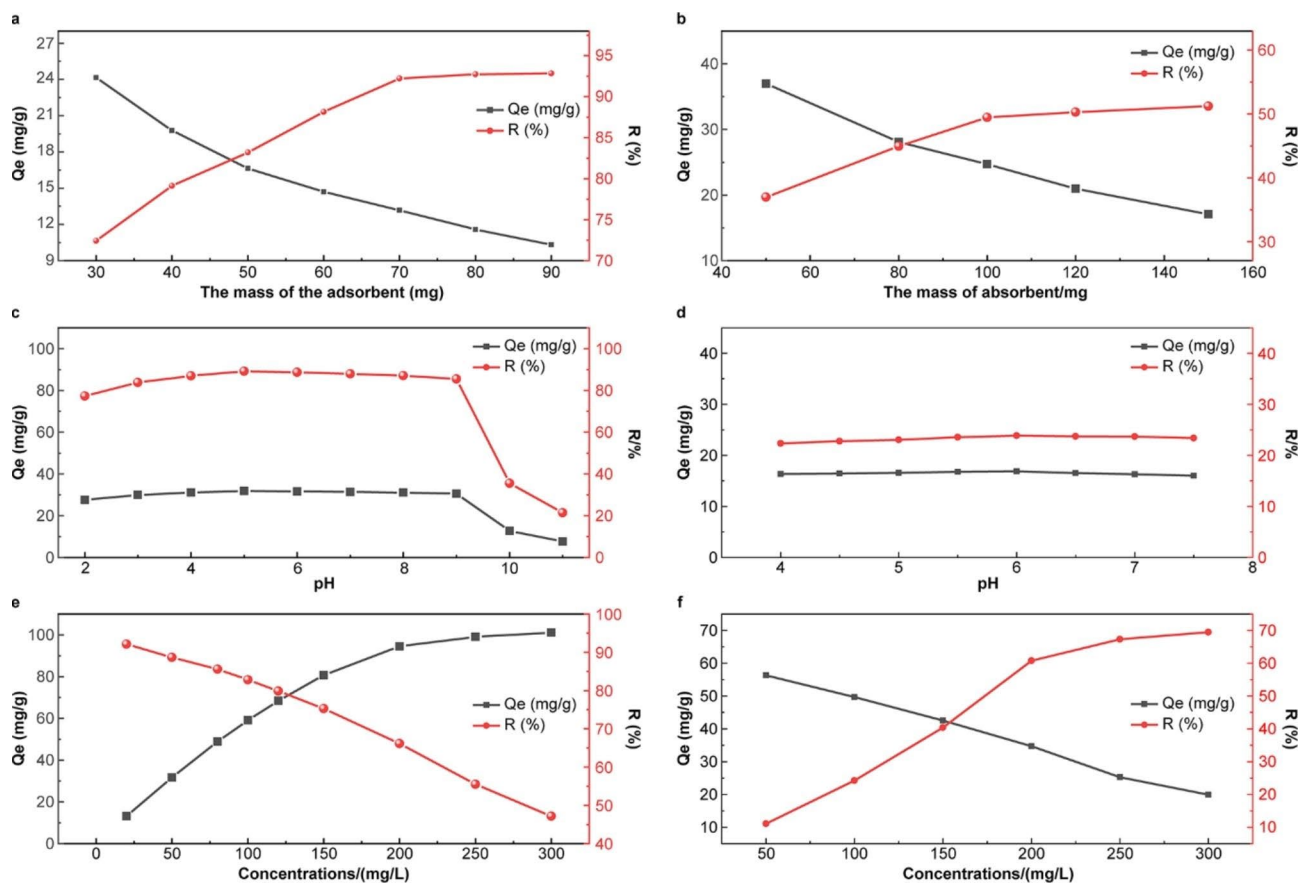 a
27
24
21
18
15
12
9
Qe (mg/g)
Qe (mg/g)
R (%)
95
90
85
80
75
70
R (%)
30 40 50 60 70 80 90
The mass of the adsorbent (mg)
b
40
30
20
10
Qe (mg/g)
Qe (mg/g)
R (%)
60
50
40
30
R (%)
40 60 80 100 120 140 160
The mass of absorbent/mg
c
100
80
60
40
20
0
Qe (mg/g)
Qe (mg/g)
R (%)
100
80
60
40
20
0
R/%
2 4 6 8 10
pH
d
40
30
20
10
0
Qe (mg/g)
Qe (mg/g)
R (%)
40
30
20
10
0
R/%
4 5 6 7 8
pH
e
100
80
60
40
20
0
Qe (mg/g)
Qe (mg/g)
R (%)
100
90
80
70
60
50
40
R (%)
0 50 100 150 200 250 300
Concentrations/(mg/L)
f
70
60
50
40
30
20
10
Qe (mg/g)
Qe (mg/g)
R (%)
70
60
50
40
30
20
10
R (%)
50 100 150 200 250 300
Concentrations/(mg/L)